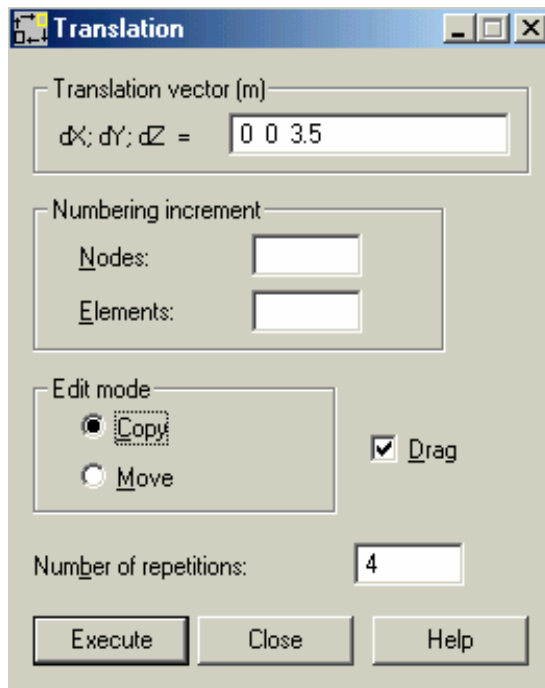 Translation
Translation vector (m)
dX; dY; dZ = 0 0 3.5
Numbering increment
Nodes:
Elements:
Edit mode
Copy
Move
Drag
Number of repetitions: 4
Execute Close Help